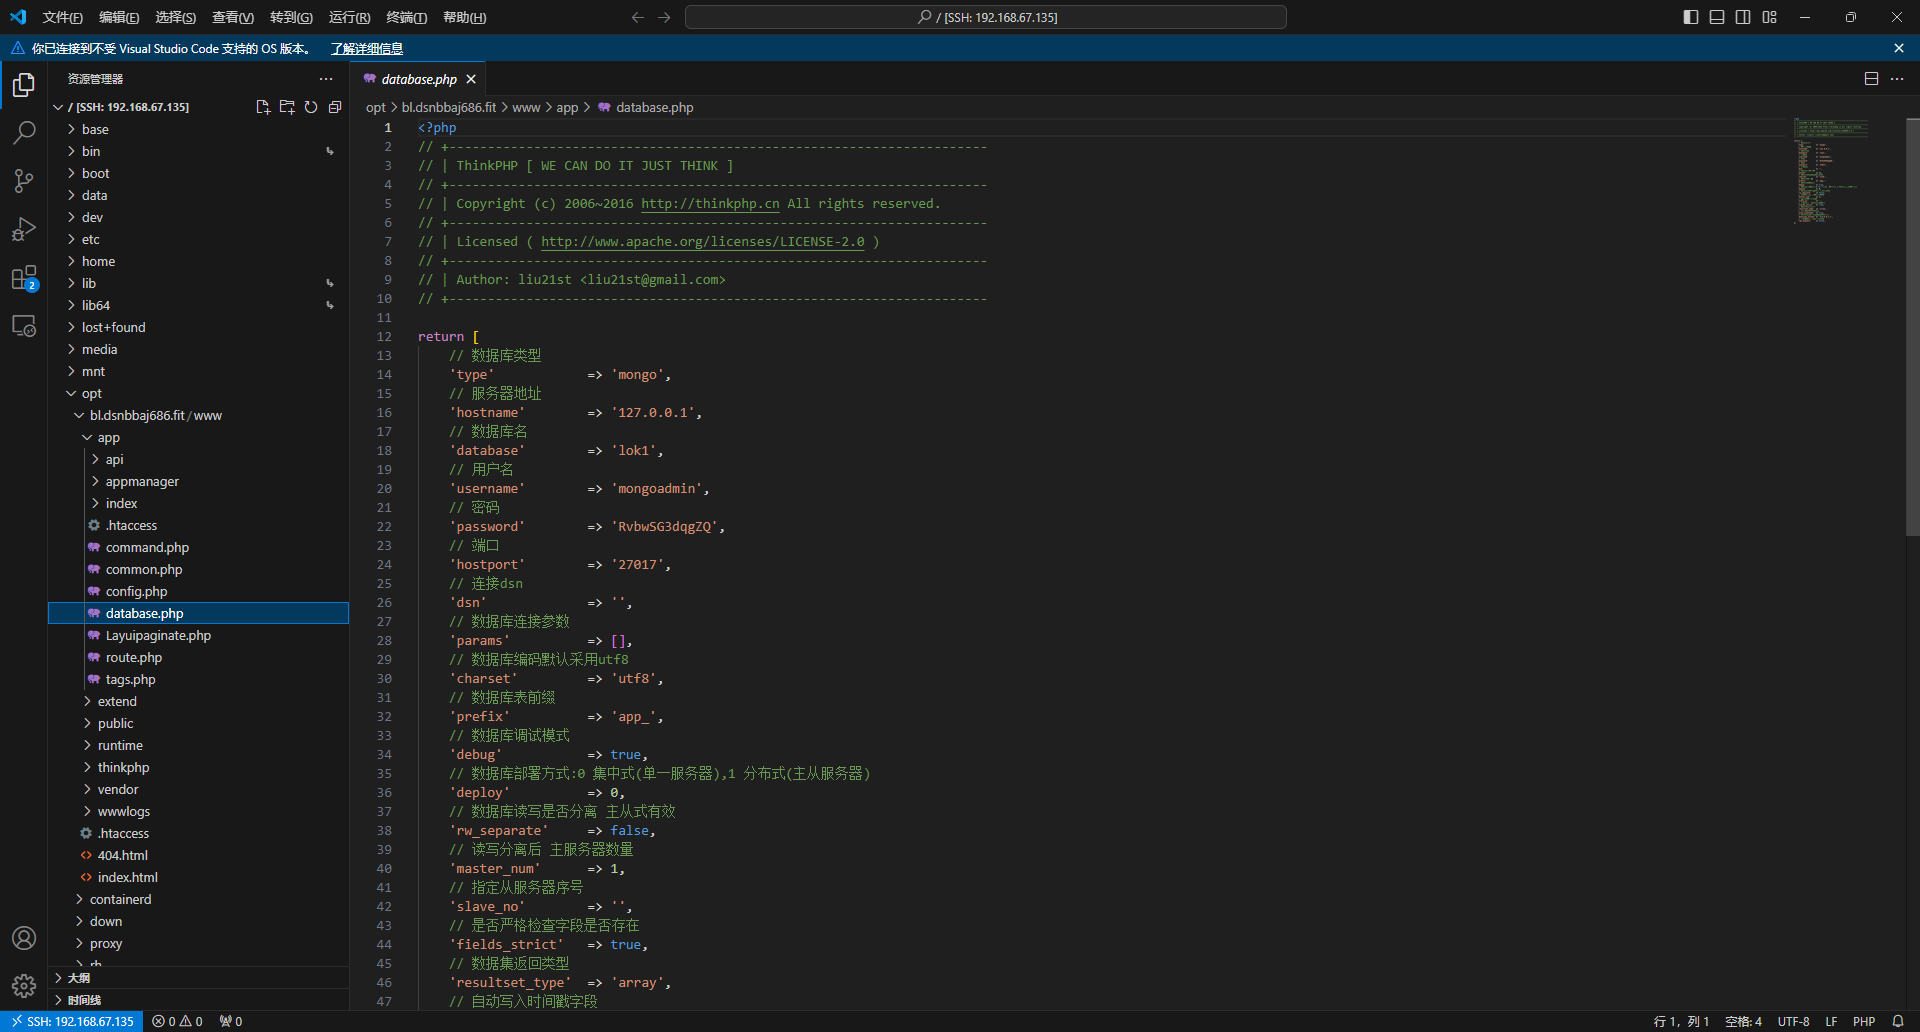 文件(F) 编辑(E) 选择(S) 查看(V) 转到(G) 运行(R) 终端(T) 帮助(H)
/ [SSH: 192.168.67.135]
你已连接到不受 Visual Studio Code 支持的 OS 版本。 了解详细信息
资源管理器
/ [SSH: 192.168.67.135]
base
bin
boot
data
dev
etc
home
lib
lib64
lost+found
media
mnt
opt
bl.dsnbbaj686.fit/www
app
api
appmanager
index
.htaccess
command.php
common.php
config.php
database.php
Layuipaginate.php
route.php
tags.php
extend
public
runtime
thinkphp
vendor
wwwlogs
.htaccess
404.html
index.html
containerd
down
proxy
rh
大纲
时间线
2
database.php
opt > bl.dsnbbaj686.fit > www > app > database.php
1 <?php
2 // +----------------------------------------------------------------------
3 // | ThinkPHP [ WE CAN DO IT JUST THINK ]
4 // +----------------------------------------------------------------------
5 // | Copyright (c) 2006~2016 http://thinkphp.cn All rights reserved.
6 // +----------------------------------------------------------------------
7 // | Licensed ( http://www.apache.org/licenses/LICENSE-2.0 )
8 // +----------------------------------------------------------------------
9 // | Author: liu21st <liu21st@gmail.com>
10 // +----------------------------------------------------------------------
11
12 return [
13 // 数据库类型
14 'type' => 'mongo',
15 // 服务器地址
16 'hostname' => '127.0.0.1',
17 // 数据库名
18 'database' => 'lok1',
19 // 用户名
20 'username' => 'mongoadmin',
21 // 密码
22 'password' => 'RvbwSG3dqgZQ',
23 // 端口
24 'hostport' => '27017',
25 // 连接dsn
26 'dsn' => '',
27 // 数据库连接参数
28 'params' => [],
29 // 数据库编码默认采用utf8
30 'charset' => 'utf8',
31 // 数据库表前缀
32 'prefix' => 'app_',
33 // 数据库调试模式
34 'debug' => true,
35 // 数据库部署方式:0 集中式(单一服务器),1 分布式(主从服务器)
36 'deploy' => 0,
37 // 数据库读写是否分离 主从式有效
38 'rw_separate' => false,
39 // 读写分离后 主服务器数量
40 'master_num' => 1,
41 // 指定从服务器序号
42 'slave_no' => '',
43 // 是否严格检查字段是否存在
44 'fields_strict' => true,
45 // 数据集返回类型
46 'resultset_type' => 'array',
47 // 自动写入时间戳字段
SSH: 192.168.67.135 0 0 0 行 1，列 1 空格: 4 UTF-8 LF PHP